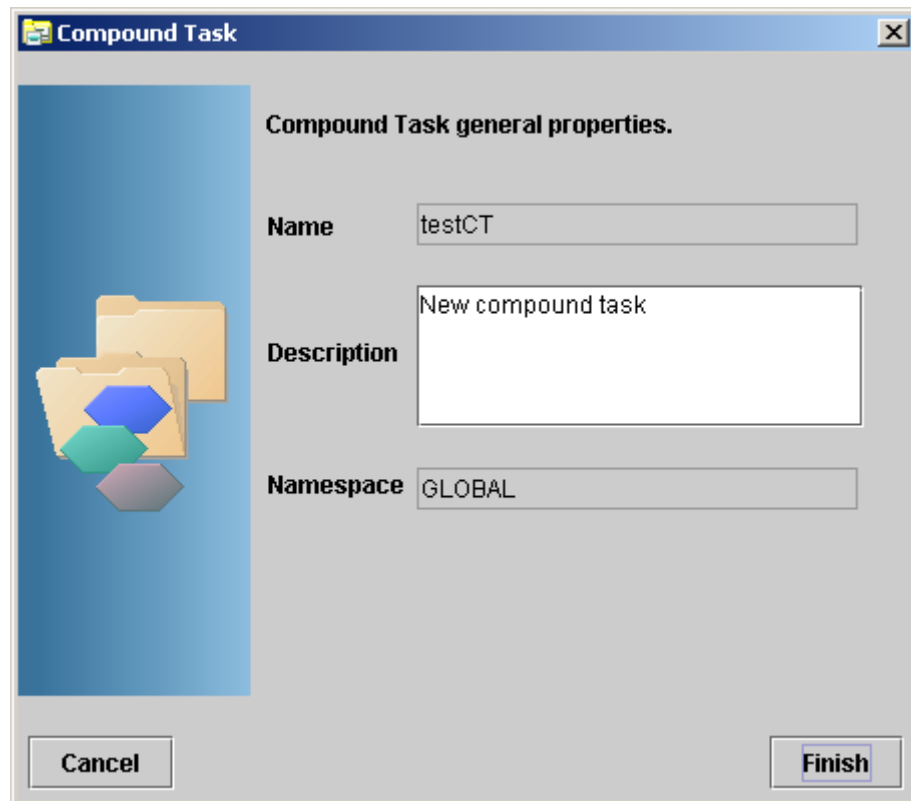 Compound Task
Compound Task general properties.
Name testCT
Description New compound task
Namespace GLOBAL
Cancel Finish